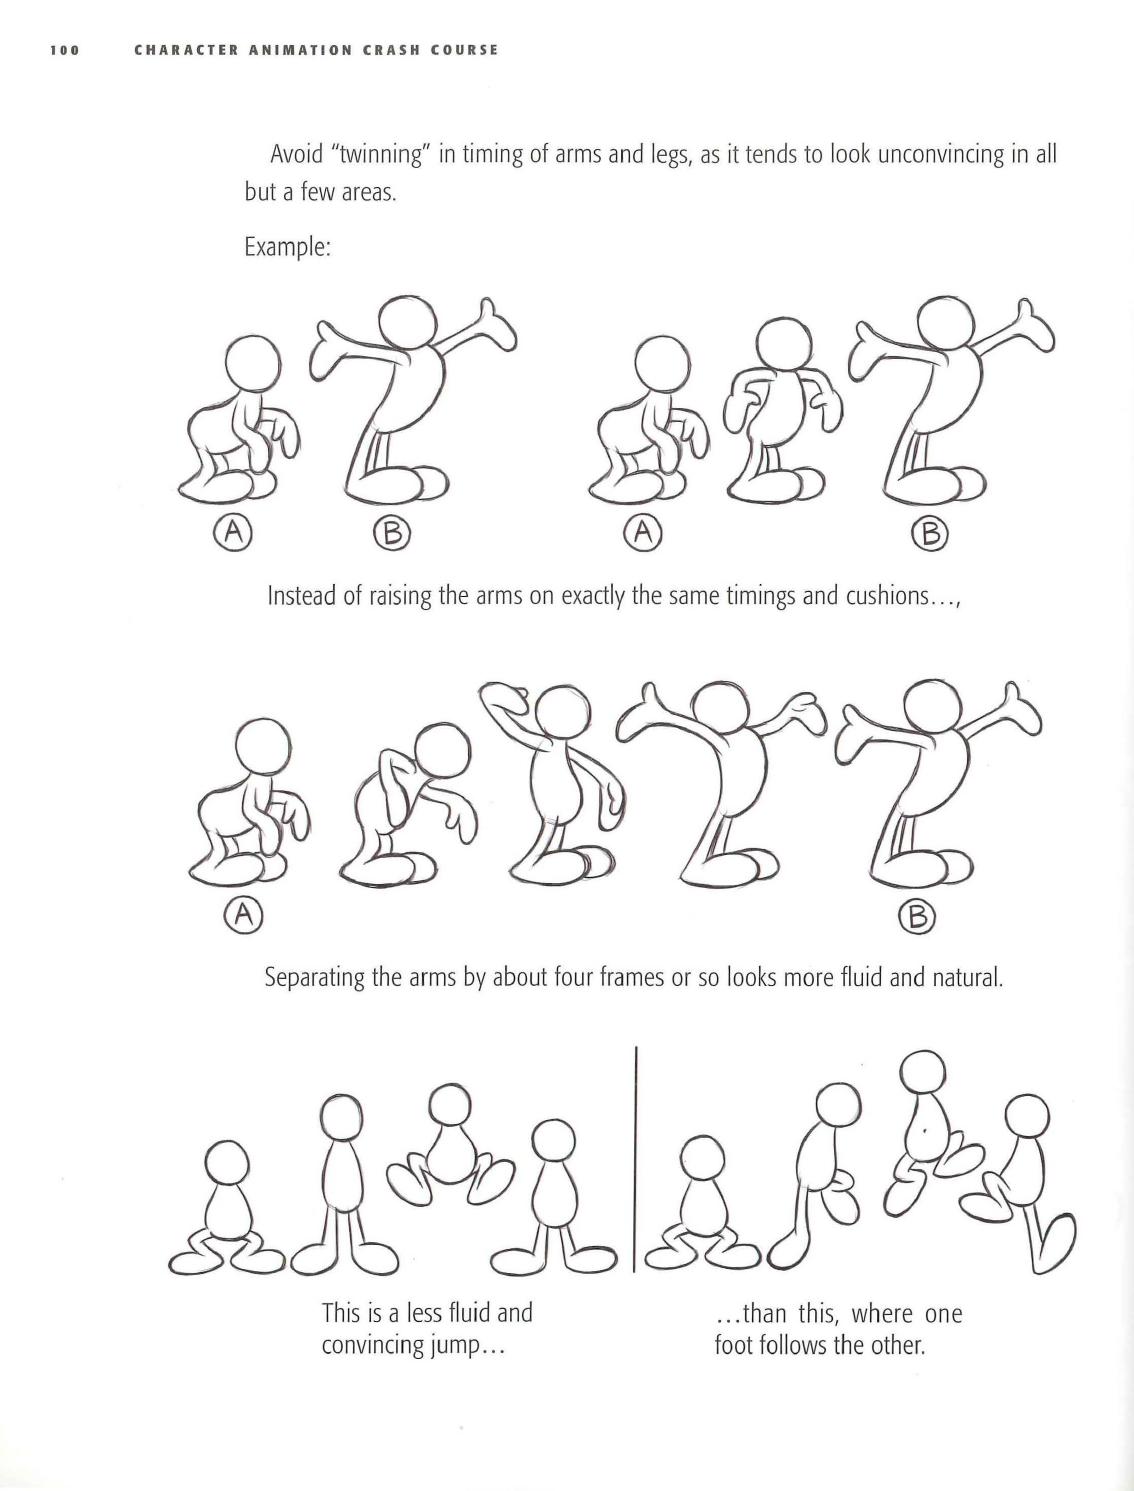 100 CHARACTER ANIMATION CRASH COURSE
Avoid “twinning” in timing of arms and legs, as it tends to look unconvincing in all
but a few areas.
Example:
A B A B
Instead of raising the arms on exactly the same timings and cushions...,
A B
Separating the arms by about four frames or so looks more fluid and natural.
This is a less fluid and
convincing jump...
...than this, where one
foot follows the other.